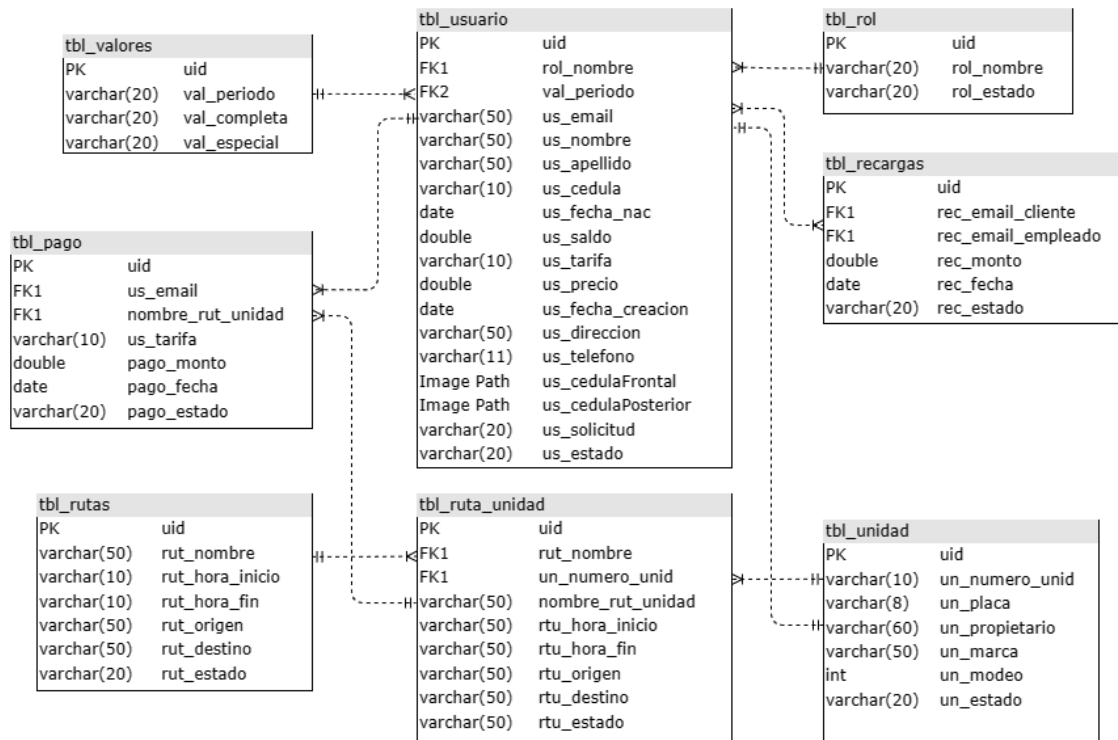 tbl_valores
PK uid
varchar(20) val_periodo
varchar(20) val_completa
varchar(20) val_especial
tbl_usuario
PK uid
FK1 rol_nombre
FK2 val_periodo
varchar(50) us_email
varchar(50) us_nombre
varchar(50) us_apellido
varchar(10) us_cedula
date us_fecha_nac
double us_saldo
varchar(10) us_tarifa
double us_precio
date us_fecha_creacion
varchar(50) us_direccion
varchar(11) us_telefono
Image Path us_cedulaFrontal
Image Path us_cedulaPosterior
varchar(20) us_solicitud
varchar(20) us_estado
tbl_rol
PK uid
varchar(20) rol_nombre
varchar(20) rol_estado
tbl_recargas
PK uid
FK1 rec_email_cliente
FK1 rec_email_empleado
double rec_monto
date rec_fecha
varchar(20) rec_estado
tbl_pago
PK uid
FK1 us_email
FK1 nombre_rut_unidad
varchar(10) us_tarifa
double pago_monto
date pago_fecha
varchar(20) pago_estado
tbl_rutas
PK uid
varchar(50) rut_nombre
varchar(10) rut_hora_inicio
varchar(10) rut_hora_fin
varchar(50) rut_origen
varchar(50) rut_destino
varchar(20) rut_estado
tbl_ruta_unidad
PK uid
FK1 rut_nombre
FK1 un_numero_unid
varchar(50) nombre_rut_unidad
varchar(50) rtu_hora_inicio
varchar(50) rtu_hora_fin
varchar(50) rtu_origen
varchar(50) rtu_destino
varchar(50) rtu_estado
tbl_unidad
PK uid
varchar(10) un_numero_unid
varchar(8) un_placa
varchar(60) un_propietario
varchar(50) un_marca
int un_modeo
varchar(20) un_estado